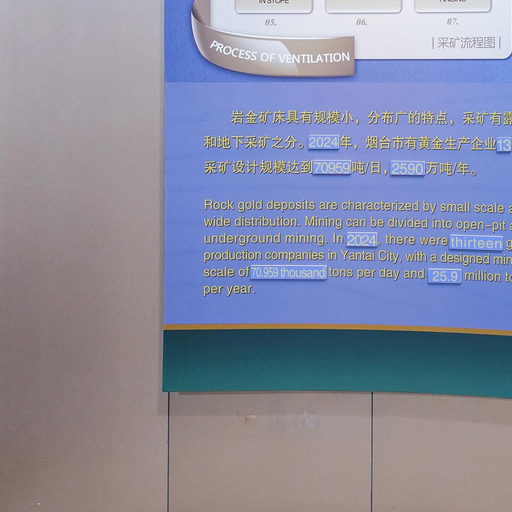 IN STOPE
05.
06.
07.
PROCESS OF VENTILATION
|采矿流程图|
岩金矿床具有规模小，分布广的特点，采矿有露
和地下采矿之分。2024年，烟台市有黄金生产企业13
采矿设计规模达到70959吨/日，2590万吨/年。
Rock gold deposits are characterized by small scale a
wide distribution. Mining can be divided into open-pit a
underground mining. In 2024, there were thirteen g
production companies in Yantai City, with a designed min
scale of 70.959 thousand tons per day and 25.9 million to
per year.